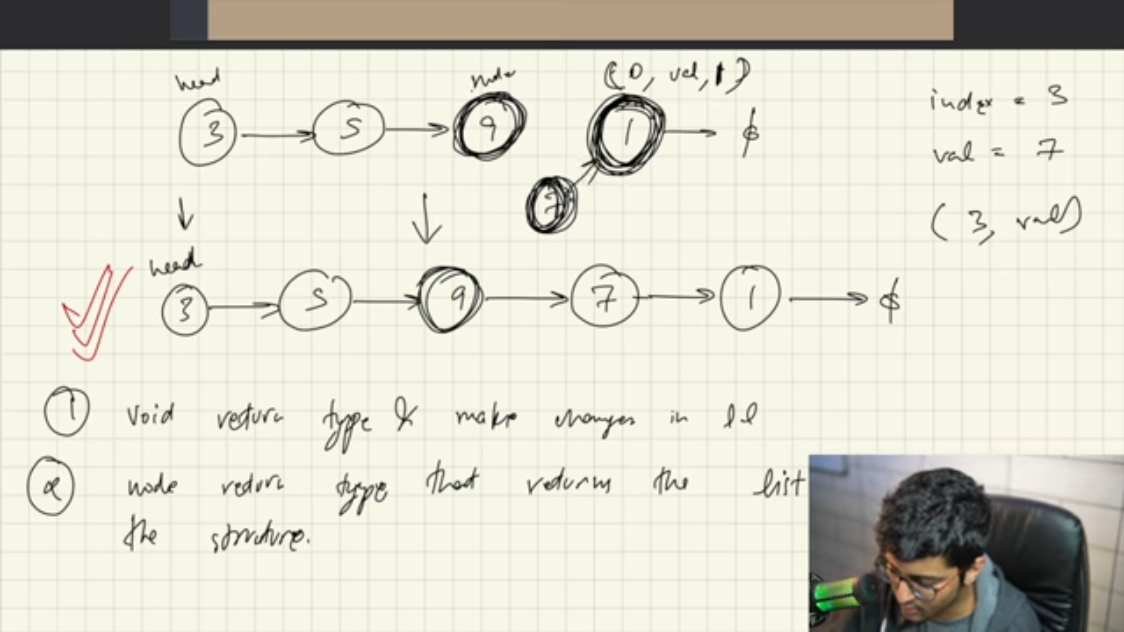 head
node
(0, val, 1)
3 5 9 1 $
7
index = 3
val = 7
(3, val)
head
3 5 9 7 1 $
1 void return type & make changes in ll
2 node return type that returns the list
the structure.